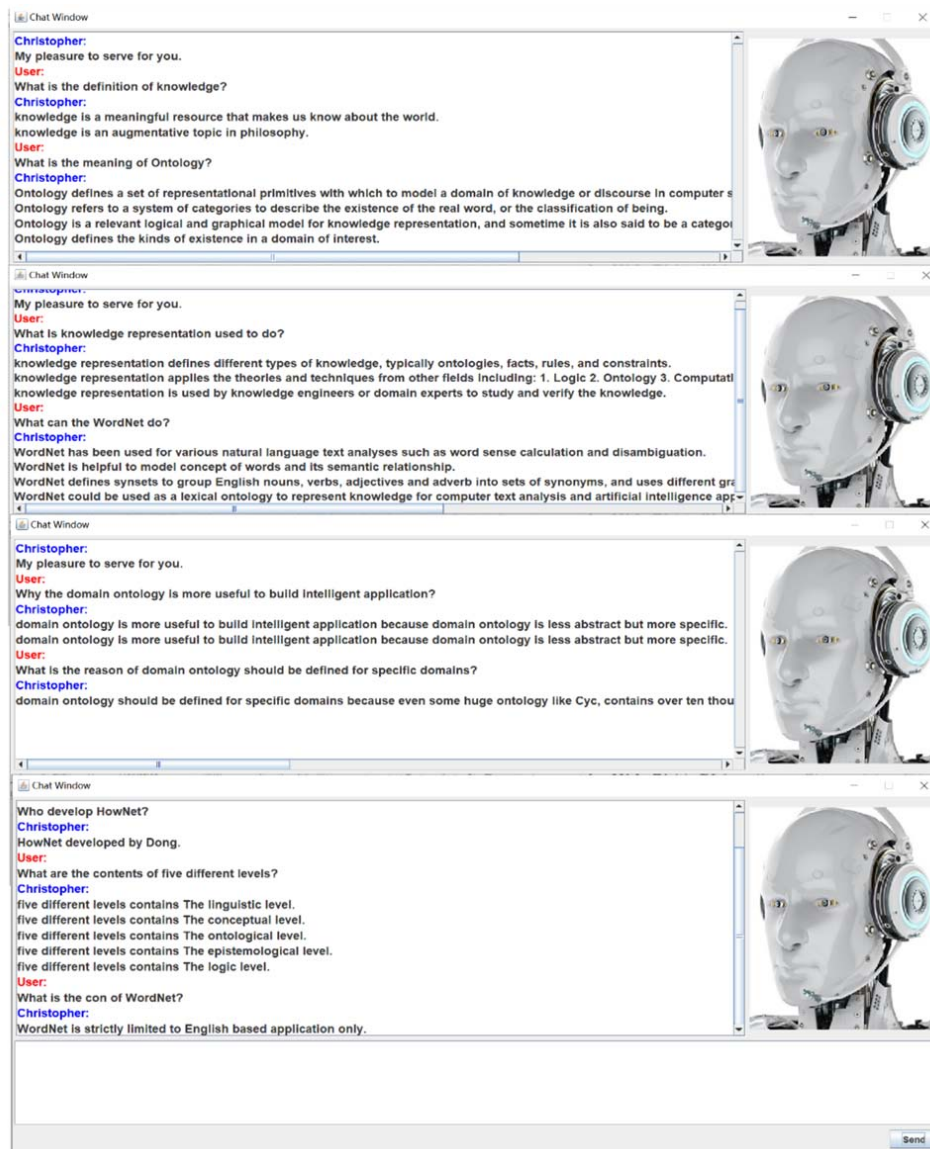 Chat Window
Christopher:
My pleasure to serve for you.
User:
What is the definition of knowledge?
Christopher:
knowledge is a meaningful resource that makes us know about the world.
knowledge is an augmentative topic in philosophy.
User:
What is the meaning of Ontology?
Christopher:
Ontology defines a set of representational primitives with which to model a domain of knowledge or discourse in computer s
Ontology refers to a system of categories to describe the existence of the real word, or the classification of being.
Ontology is a relevant logical and graphical model for knowledge representation, and sometime it is also said to be a catego
Ontology defines the kinds of existence in a domain of interest.
Chat Window
Christopher:
My pleasure to serve for you.
User:
What is knowledge representation used to do?
Christopher:
knowledge representation defines different types of knowledge, typically ontologies, facts, rules, and constraints.
knowledge representation applies the theories and techniques from other fields including: 1. Logic 2. Ontology 3. Computati
knowledge representation is used by knowledge engineers or domain experts to study and verify the knowledge.
User:
What can the WordNet do?
Christopher:
WordNet has been used for various natural language text analyses such as word sense calculation and disambiguation.
WordNet is helpful to model concept of words and its semantic relationship.
WordNet defines synsets to group English nouns, verbs, adjectives and adverb into sets of synonyms, and uses different gra
WordNet could be used as a lexical ontology to represent knowledge for computer text analysis and artificial intelligence app
Chat Window
Christopher:
My pleasure to serve for you.
User:
Why the domain ontology is more useful to build intelligent application?
Christopher:
domain ontology is more useful to build intelligent application because domain ontology is less abstract but more specific.
domain ontology is more useful to build intelligent application because domain ontology is less abstract but more specific.
User:
What is the reason of domain ontology should be defined for specific domains?
Christopher:
domain ontology should be defined for specific domains because even some huge ontology like Cyc, contains over ten thou
Chat Window
Who develop HowNet?
Christopher:
HowNet developed by Dong.
User:
What are the contents of five different levels?
Christopher:
five different levels contains The linguistic level.
five different levels contains The conceptual level.
five different levels contains The ontological level.
five different levels contains The epistemological level.
five different levels contains The logic level.
User:
What is the con of WordNet?
Christopher:
WordNet is strictly limited to English based application only.
Send